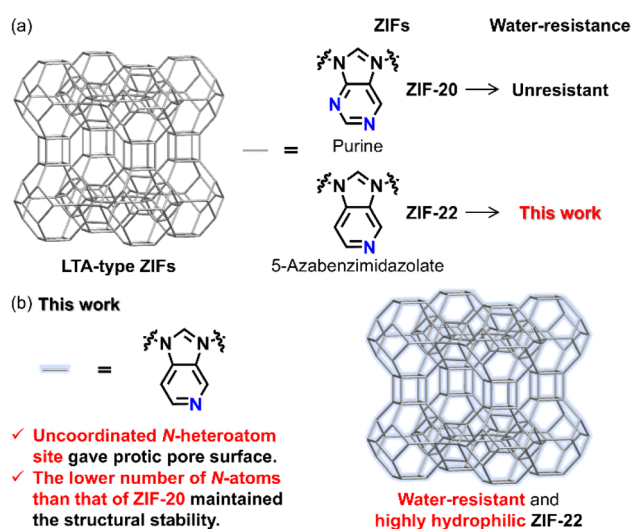 (a)
ZIFs Water-resistance
N N
N
N
ZIF-20 Unresistant
Purine
=
N N
N
ZIF-22 This work
5-Azabenzimidazolate
LTA-type ZIFs
(b) This work
=
N N
N
✓ Uncoordinated N-heteroatom
site gave protic pore surface.
✓ The lower number of N-atoms
than that of ZIF-20 maintained
the structural stability.
Water-resistant and
highly hydrophilic ZIF-22